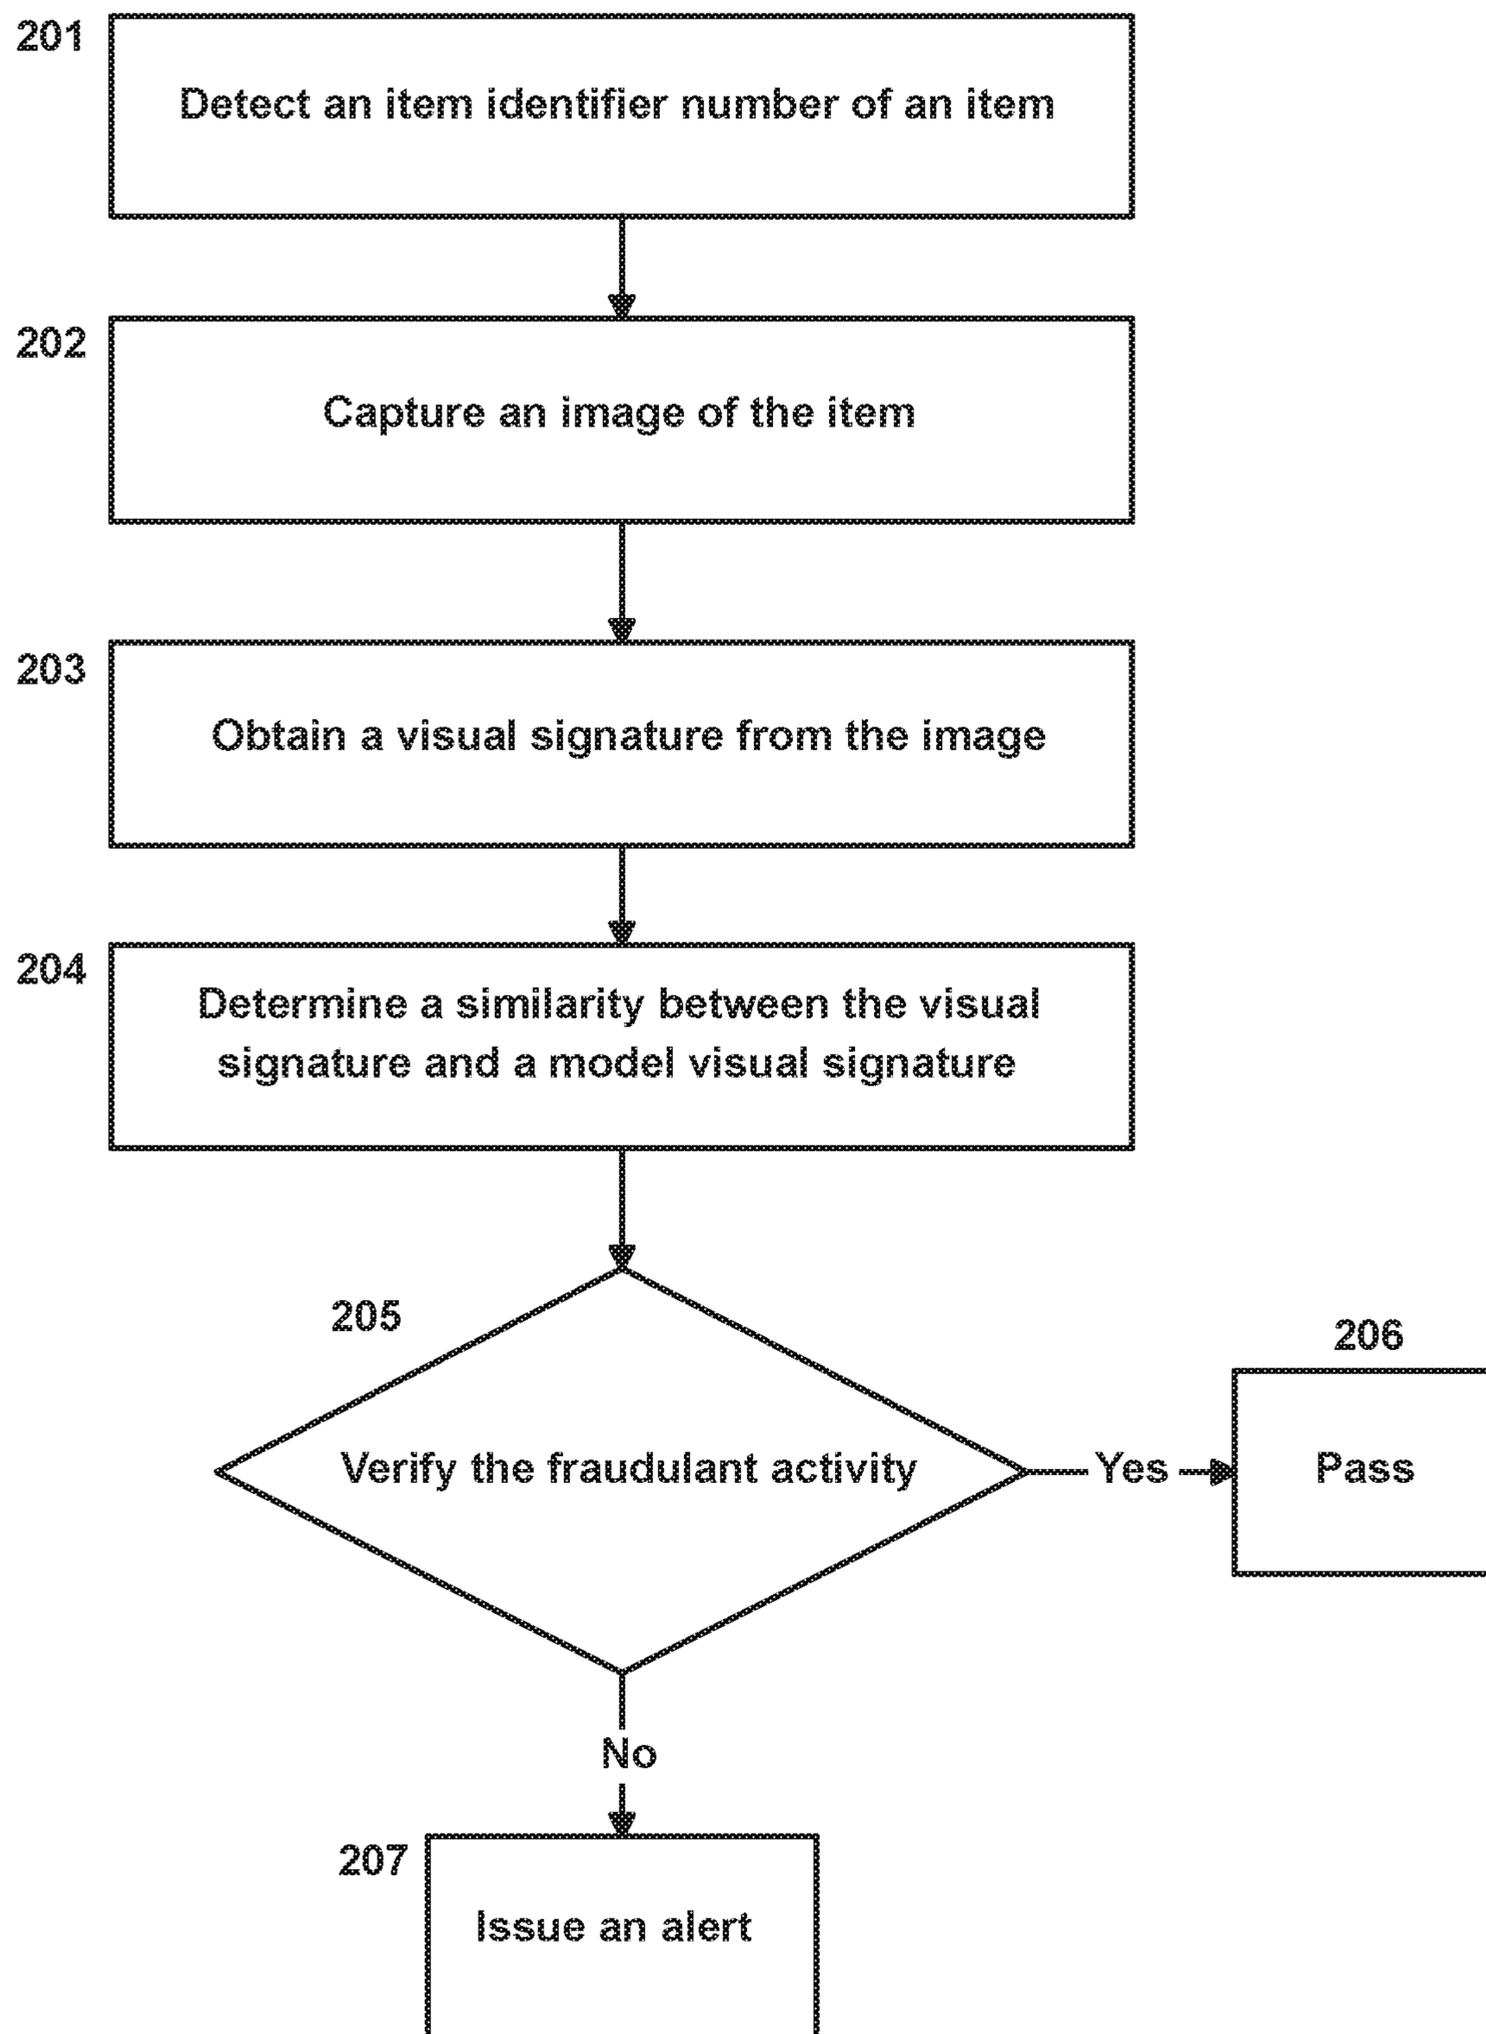 201
Detect an item identifier number of an item
202
Capture an image of the item
203
Obtain a visual signature from the image
204
Determine a similarity between the visual
signature and a model visual signature
205
206
Verify the fraudulant activity
Yes
Pass
No
207
Issue an alert